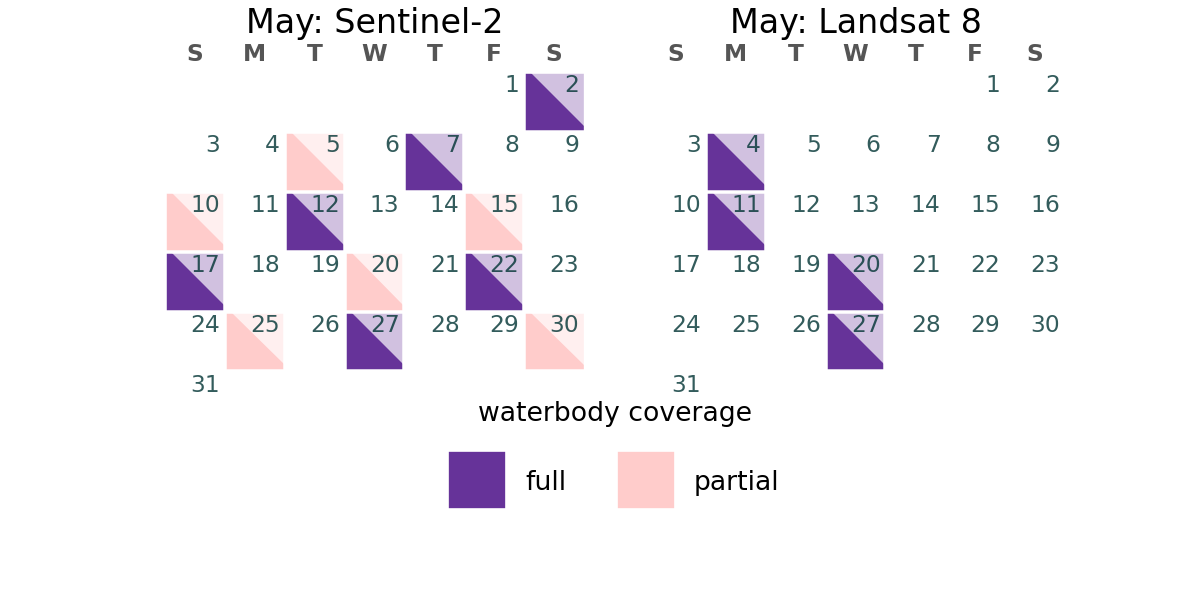 May: Sentinel-2
S M T W T F S
1 2
3 4 5 6 7 8 9
10 11 12 13 14 15 16
17 18 19 20 21 22 23
24 25 26 27 28 29 30
31
May: Landsat 8
S M T W T F S
1 2
3 4 5 6 7 8 9
10 11 12 13 14 15 16
17 18 19 20 21 22 23
24 25 26 27 28 29 30
31
waterbody coverage
full
partial